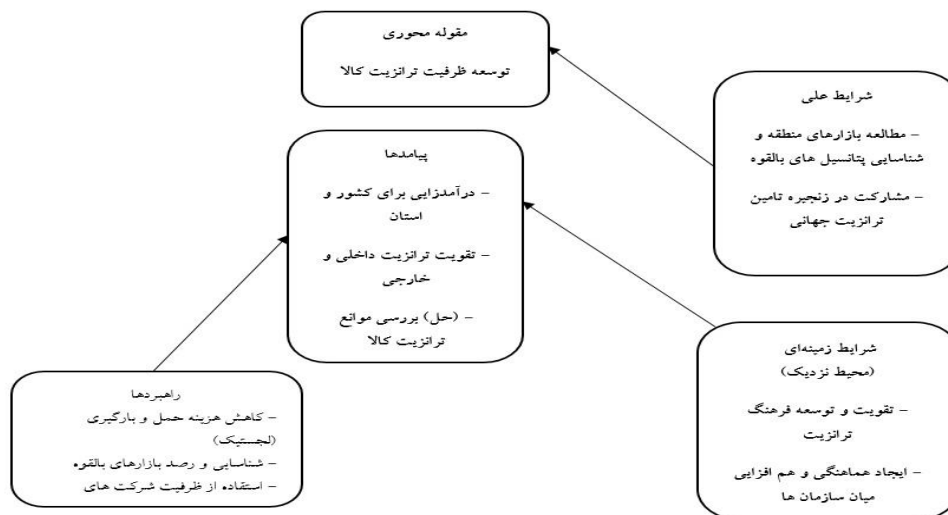 مقوله محوری
توسعه ظرفیت ترانزیت کالا
شرایط علی
– مطالعه بازارهای منطقه و
شناسایی پتانسیل های بالقوه
– مشارکت در زنجیره تامین
ترانزیت جهانی
پیامدها
– درآمدزایی برای کشور و
استان
– تقویت ترانزیت داخلی و
خارجی
– (حل) بررسی موانع
ترانزیت کالا
شرایط زمینه‌ای
(محیط نزدیک)
– تقویت و توسعه فرهنگ
ترانزیت
– ایجاد هماهنگی و هم افزایی
میان سازمان ها
راهبردها
– کاهش هزینه حمل و بارگیری
(لجستیک)
– شناسایی و رصد بازارهای بالقوه
– استفاده از ظرفیت شرکت های